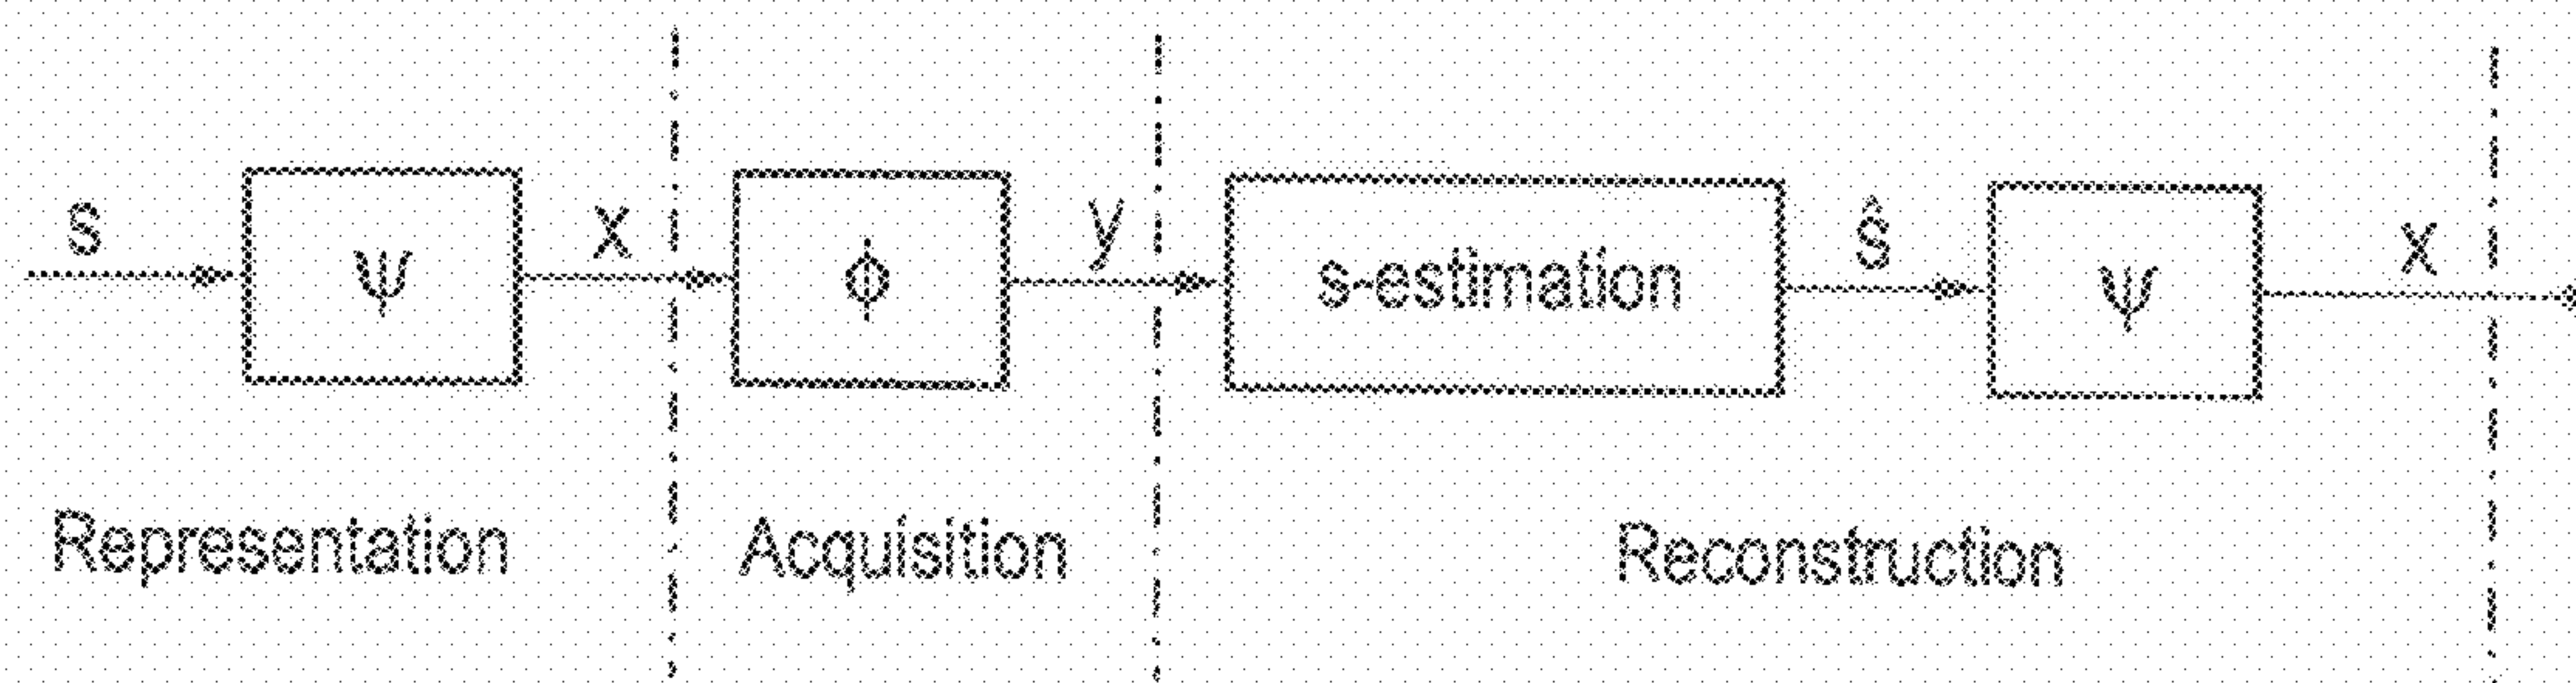 s ψ x ϕ y s-estimation ŝ ψ x
Representation Acquisition Reconstruction